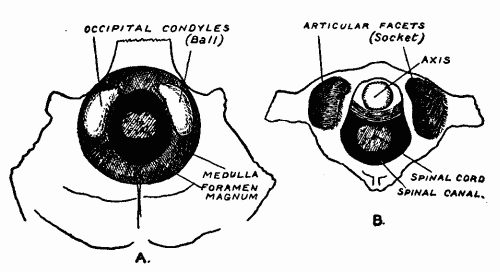 OCCIPITAL CONDYLES
(Ball)
MEDULLA
FORAMEN
MAGNUM
A.
ARTICULAR FACETS
(Socket)
AXIS
SPINAL CORD
SPINAL CANAL.
B.